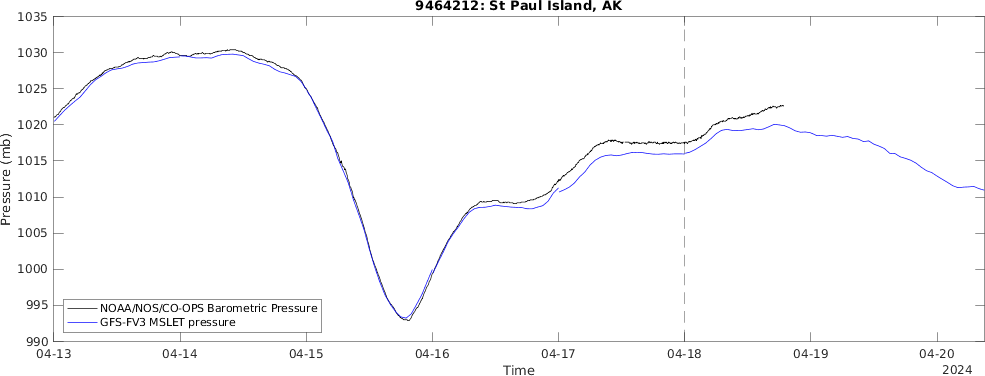 9464212: St Paul Island, AK
1035
1030
1025
1020
1015
1010
1005
1000
995
990
Pressure (mb)
NOAA/NOS/CO-OPS Barometric Pressure
GFS-FV3 MSLET pressure
04-13 04-14 04-15 04-16 04-17 04-18 04-19 04-20
Time
2024